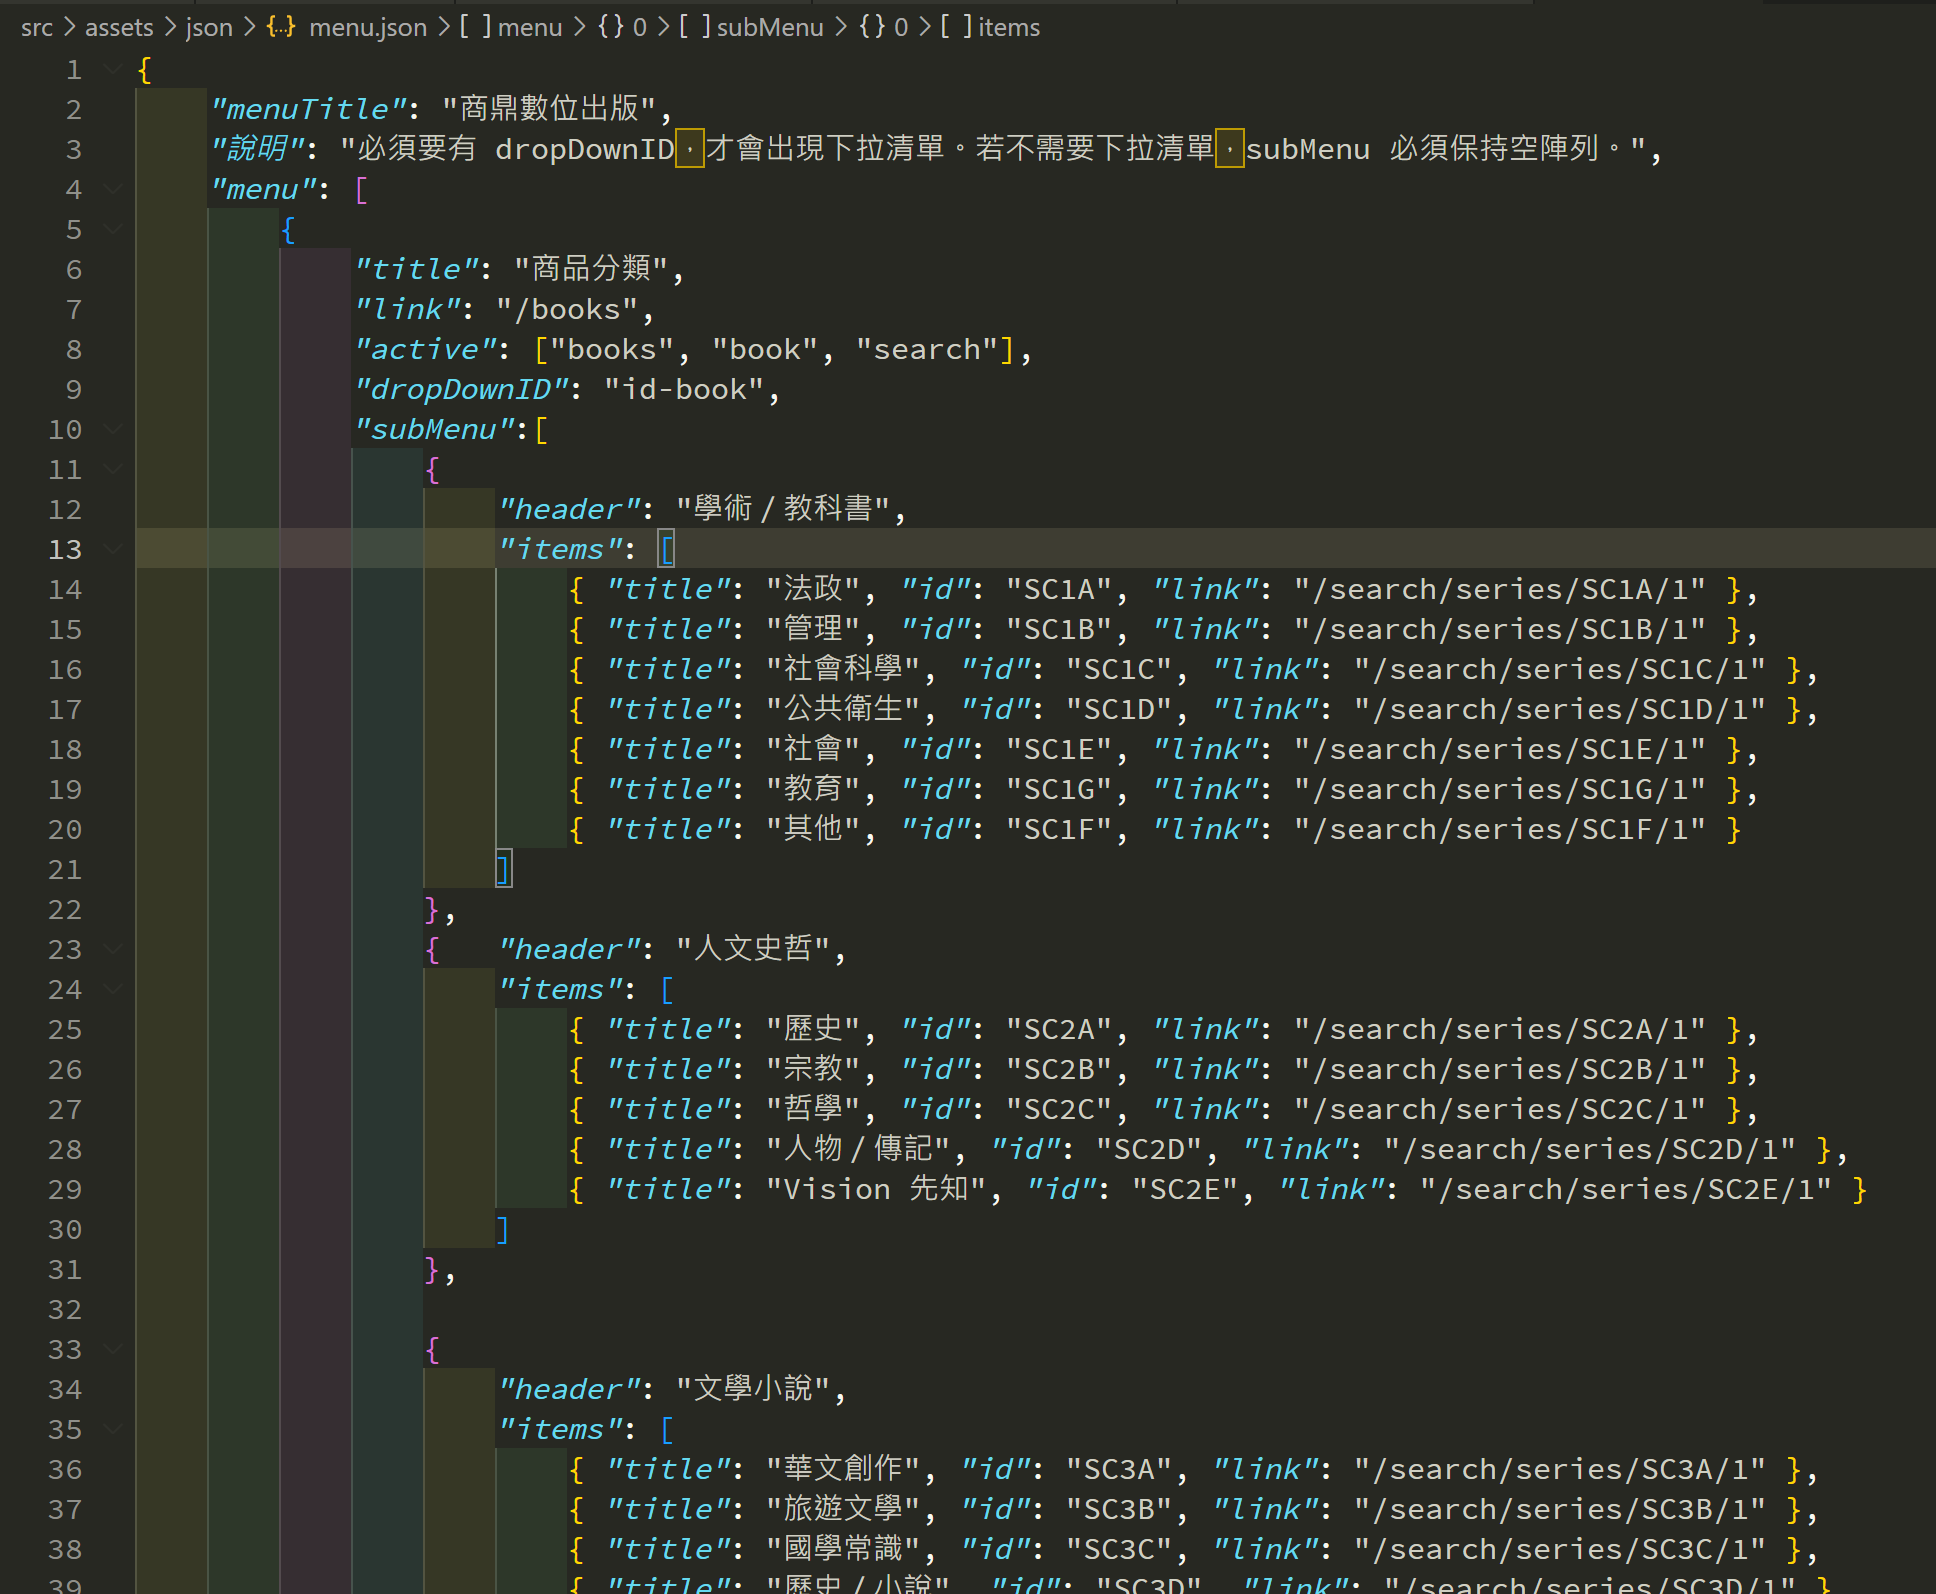 src > assets > json > {..} menu.json > [ ] menu > {} 0 > [ ] subMenu > {} 0 > [ ] items
1 {
2 "menuTitle": "商鼎數位出版",
3 "說明": "必須要有 dropDownID，才會出現下拉清單。若不需要下拉清單，subMenu 必須保持空陣列。",
4 "menu": [
5 {
6 "title": "商品分類",
7 "link": "/books",
8 "active": ["books", "book", "search"],
9 "dropDownID": "id-book",
10 "subMenu":[
11 {
12 "header": "學術 / 教科書",
13 "items": [
14 { "title": "法政", "id": "SC1A", "link": "/search/series/SC1A/1" },
15 { "title": "管理", "id": "SC1B", "link": "/search/series/SC1B/1" },
16 { "title": "社會科學", "id": "SC1C", "link": "/search/series/SC1C/1" },
17 { "title": "公共衛生", "id": "SC1D", "link": "/search/series/SC1D/1" },
18 { "title": "社會", "id": "SC1E", "link": "/search/series/SC1E/1" },
19 { "title": "教育", "id": "SC1G", "link": "/search/series/SC1G/1" },
20 { "title": "其他", "id": "SC1F", "link": "/search/series/SC1F/1" }
21 ]
22 },
23 { "header": "人文史哲",
24 "items": [
25 { "title": "歷史", "id": "SC2A", "link": "/search/series/SC2A/1" },
26 { "title": "宗教", "id": "SC2B", "link": "/search/series/SC2B/1" },
27 { "title": "哲學", "id": "SC2C", "link": "/search/series/SC2C/1" },
28 { "title": "人物 / 傳記", "id": "SC2D", "link": "/search/series/SC2D/1" },
29 { "title": "Vision 先知", "id": "SC2E", "link": "/search/series/SC2E/1" }
30 ]
31 },
32
33 {
34 "header": "文學小說",
35 "items": [
36 { "title": "華文創作", "id": "SC3A", "link": "/search/series/SC3A/1" },
37 { "title": "旅遊文學", "id": "SC3B", "link": "/search/series/SC3B/1" },
38 { "title": "國學常識", "id": "SC3C", "link": "/search/series/SC3C/1" },
39 { "title": "歷史 / 小說", "id": "SC3D", "link": "/search/series/SC3D/1" }